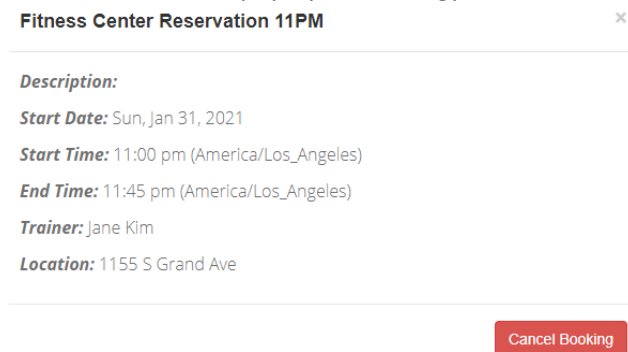 Fitness Center Reservation 11PM
×
Description:
Start Date: Sun, Jan 31, 2021
Start Time: 11:00 pm (America/Los_Angeles)
End Time: 11:45 pm (America/Los_Angeles)
Trainer: Jane Kim
Location: 1155 S Grand Ave
Cancel Booking